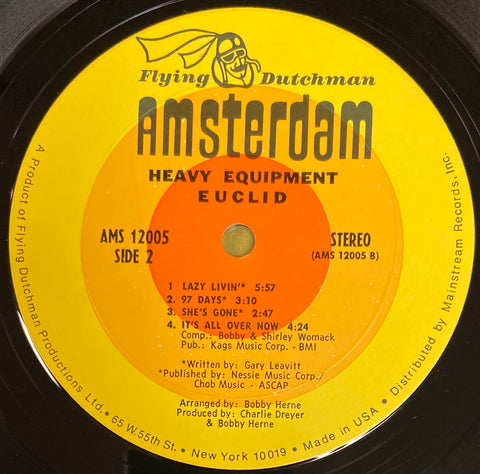 Flying Dutchman
Amsterdam
HEAVY EQUIPMENT
EUCLID
AMS 12005
SIDE 2
STEREO
(AMS 12005 B)
1 LAZY LIVIN'* 5:57
2. 97 DAYS* 3:10
3. SHE'S GONE* 2:47
4. IT'S ALL OVER NOW 4:24
Comp.: Bobby & Shirley Womack
Pub.: Kags Music Corp. - BMI
*Written by: Gary Leavitt
*Published by: Nessie Music Corp./
Chob Music - ASCAP
Arranged by: Bobby Herne
Produced by: Charlie Dreyer
& Bobby Herne
A Product of Flying Dutchman Productions Ltd. • 65 W. 55th St. • New York 10019 • Made in USA • Distributed by Mainstream Records, Inc.